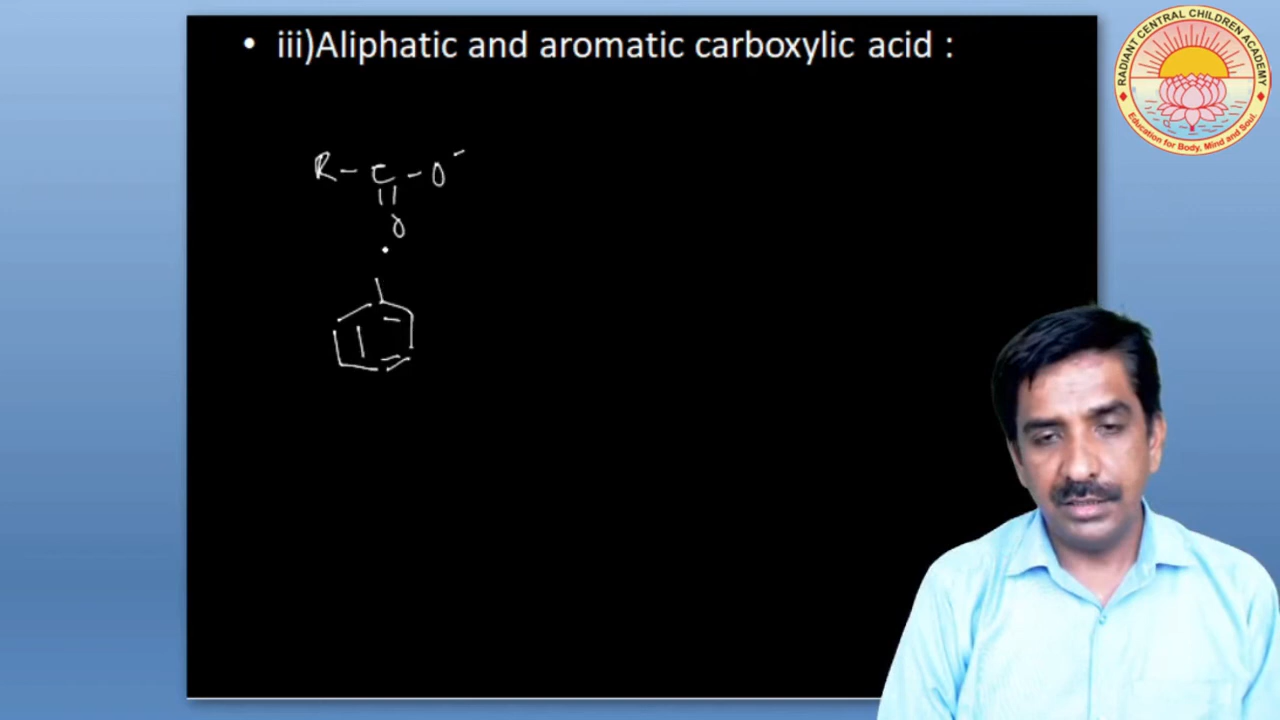 • iii)Aliphatic and aromatic carboxylic acid :
R - C - O⁻
||
O
RADIANT CENTRAL CHILDREN ACADEMY
Education for Body, Mind and Soul.